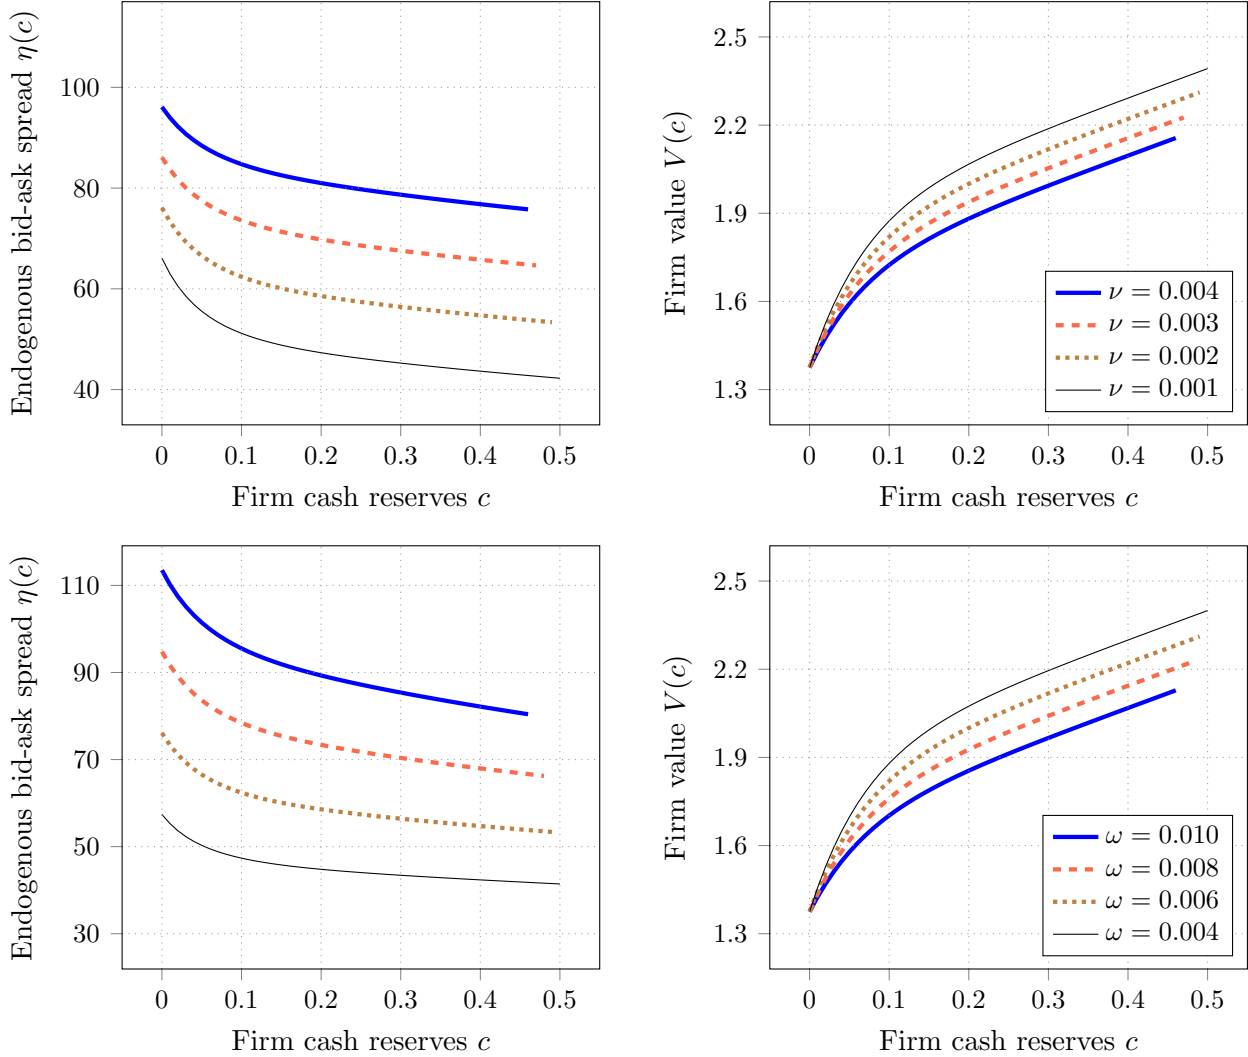 Endogenous bid-ask spread η(c)
100
80
60
40
0 0.1 0.2 0.3 0.4 0.5
Firm cash reserves c
Firm value V(c)
2.5
2.2
1.9
1.6
1.3
0 0.1 0.2 0.3 0.4 0.5
Firm cash reserves c
ν = 0.004
ν = 0.003
ν = 0.002
ν = 0.001
Endogenous bid-ask spread η(c)
110
90
70
50
30
0 0.1 0.2 0.3 0.4 0.5
Firm cash reserves c
Firm value V(c)
2.5
2.2
1.9
1.6
1.3
0 0.1 0.2 0.3 0.4 0.5
Firm cash reserves c
ω = 0.010
ω = 0.008
ω = 0.006
ω = 0.004